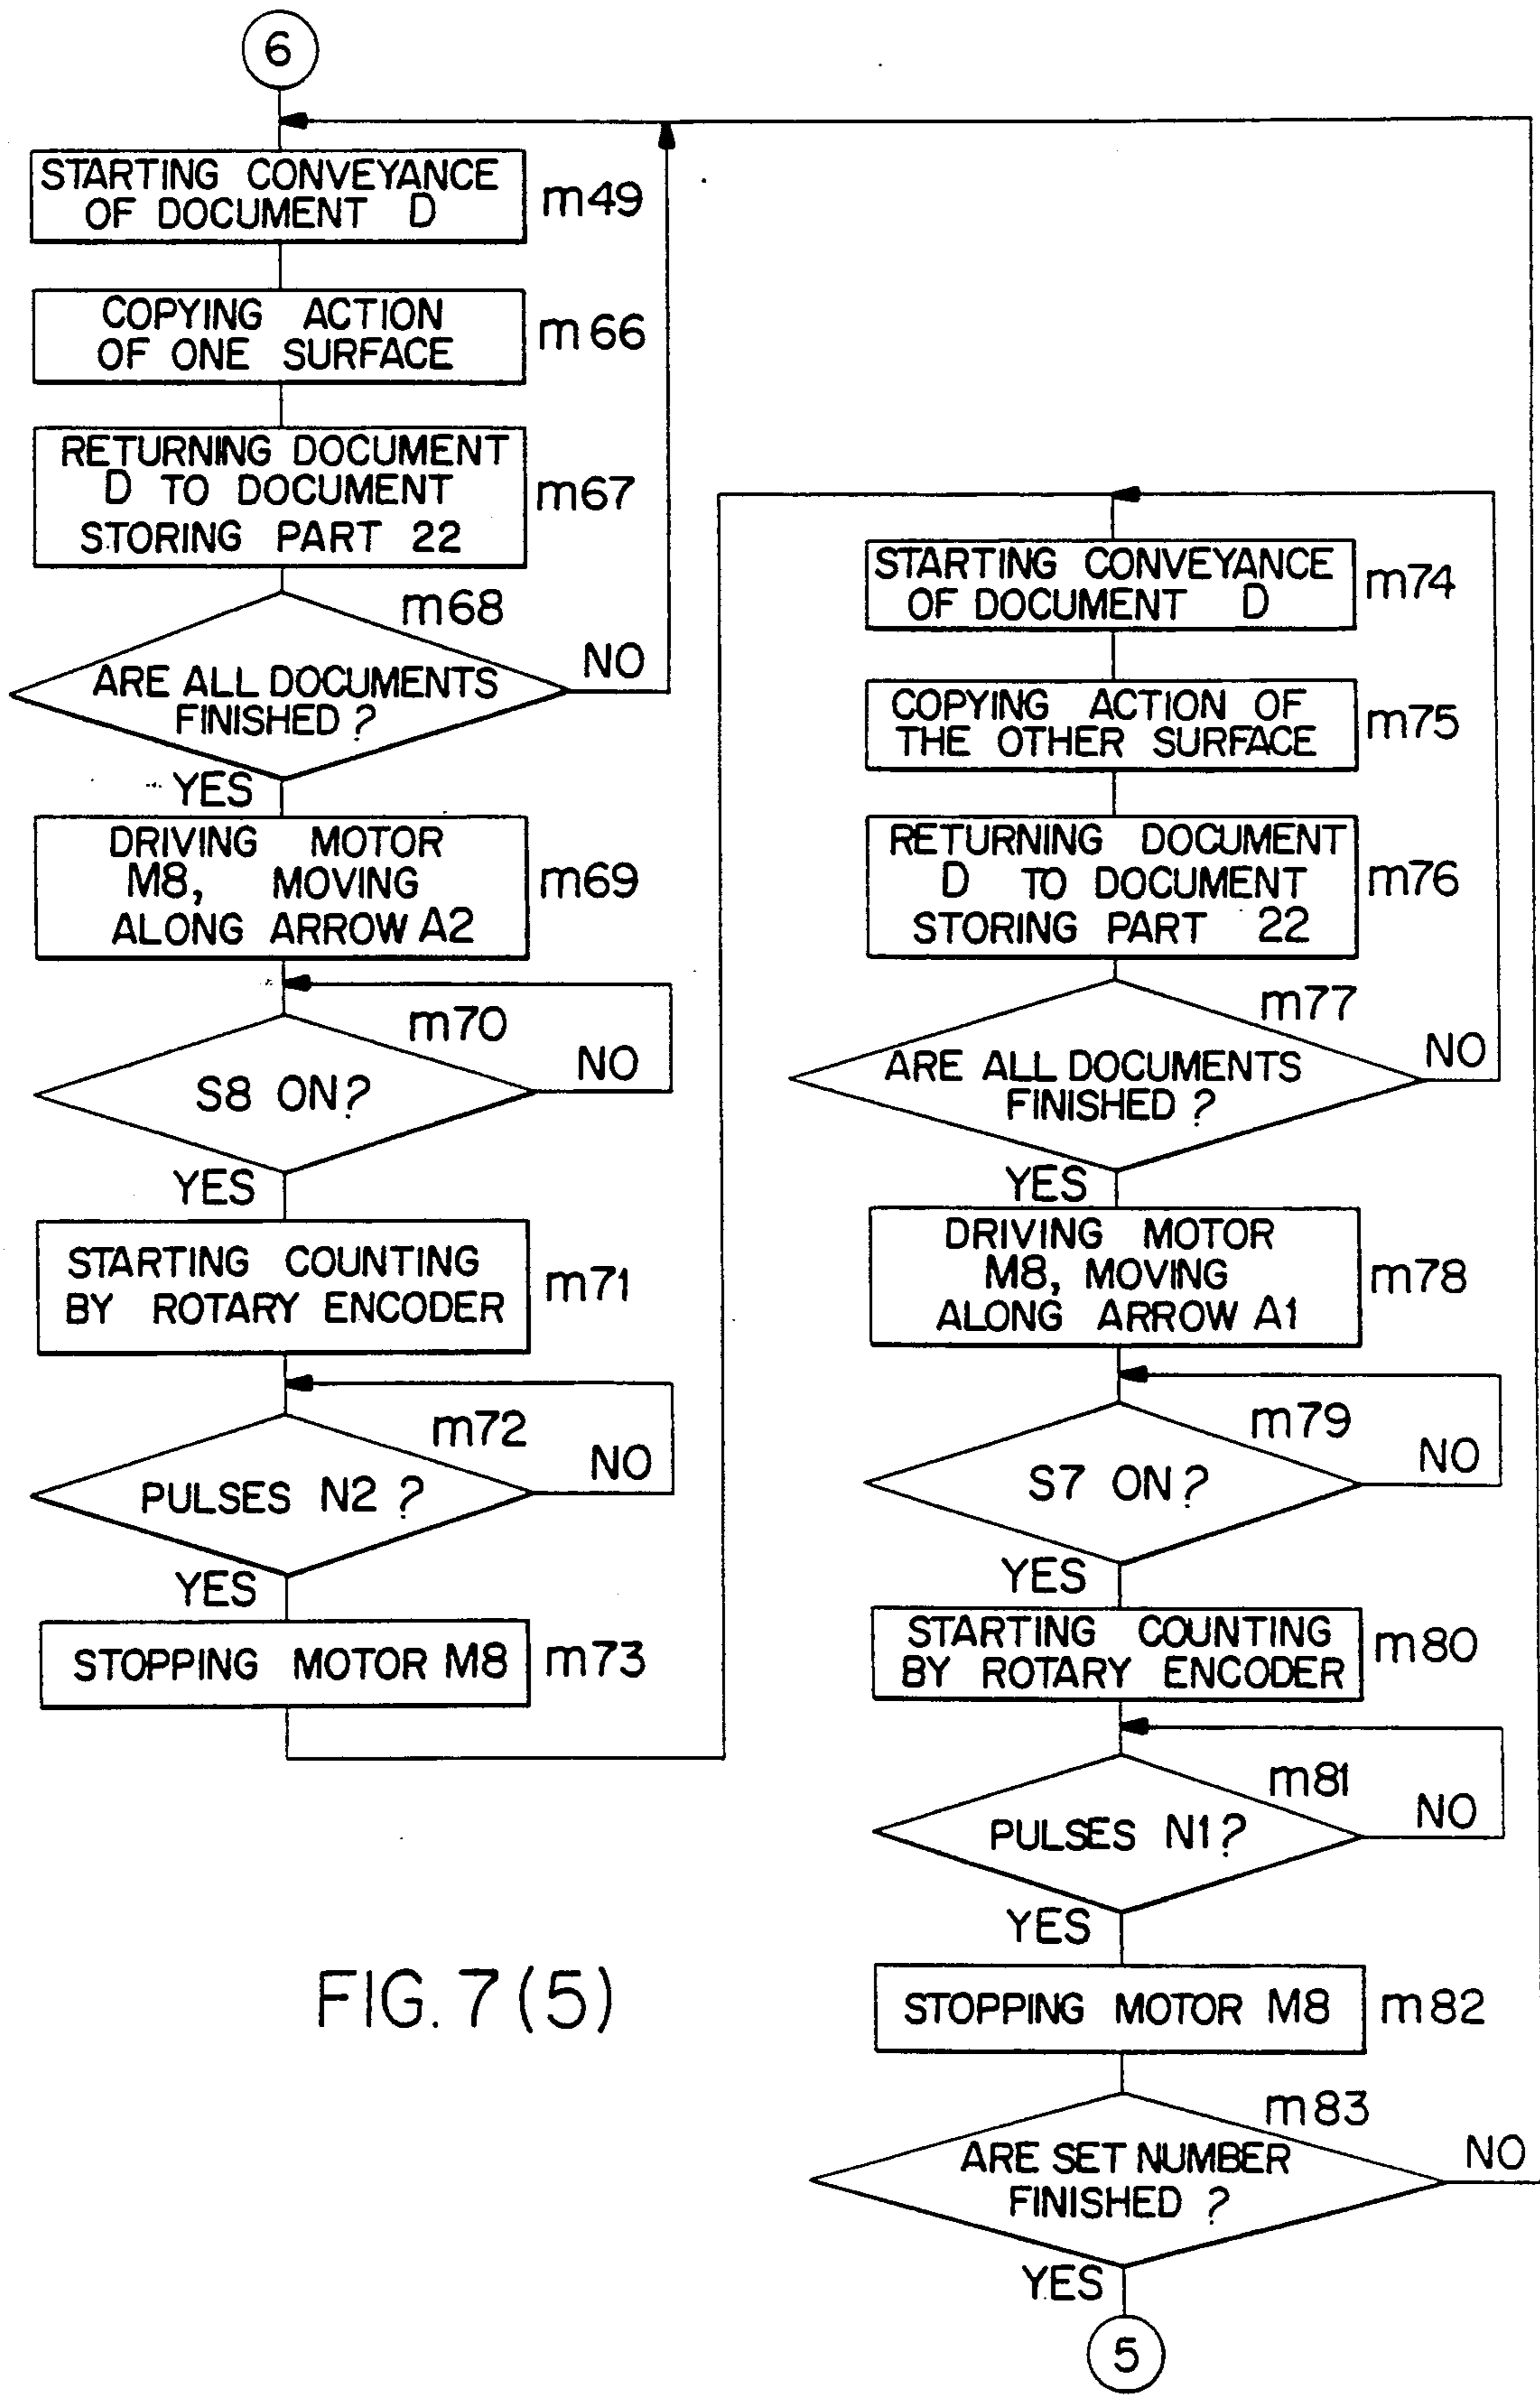 6
STARTING CONVEYANCE
OF DOCUMENT D
m49
COPYING ACTION
OF ONE SURFACE
m66
RETURNING DOCUMENT
D TO DOCUMENT
STORING PART 22
m67
m68
ARE ALL DOCUMENTS
FINISHED?
NO
YES
DRIVING MOTOR
M8, MOVING
ALONG ARROW A2
m69
m70
S8 ON?
NO
YES
STARTING COUNTING
BY ROTARY ENCODER
m71
m72
PULSES N2?
NO
YES
STOPPING MOTOR M8
m73
STARTING CONVEYANCE
OF DOCUMENT D
m74
COPYING ACTION OF
THE OTHER SURFACE
m75
RETURNING DOCUMENT
D TO DOCUMENT
STORING PART 22
m76
m77
ARE ALL DOCUMENTS
FINISHED?
NO
YES
DRIVING MOTOR
M8, MOVING
ALONG ARROW A1
m78
m79
S7 ON?
NO
YES
STARTING COUNTING
BY ROTARY ENCODER
m80
m81
PULSES N1?
NO
YES
STOPPING MOTOR M8
m82
m83
ARE SET NUMBER
FINISHED?
NO
YES
5
FIG. 7 (5)